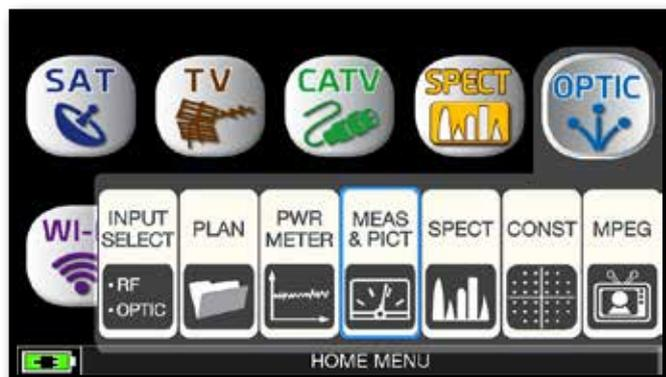 SAT TV CATV SPECT OPTIC
WI-
INPUT SELECT
PLAN
PWR METER
MEAS & PICT
SPECT
CONST
MPEG
• RF
• OPTIC
HOME MENU